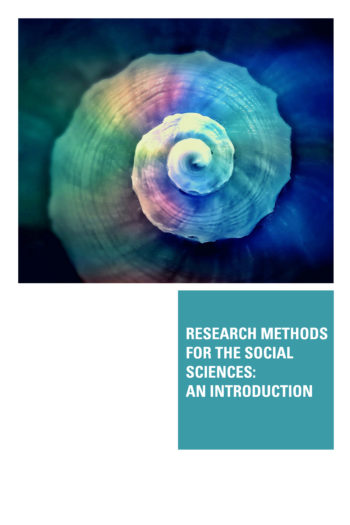 RESEARCH METHODS
FOR THE SOCIAL
SCIENCES:
AN INTRODUCTION